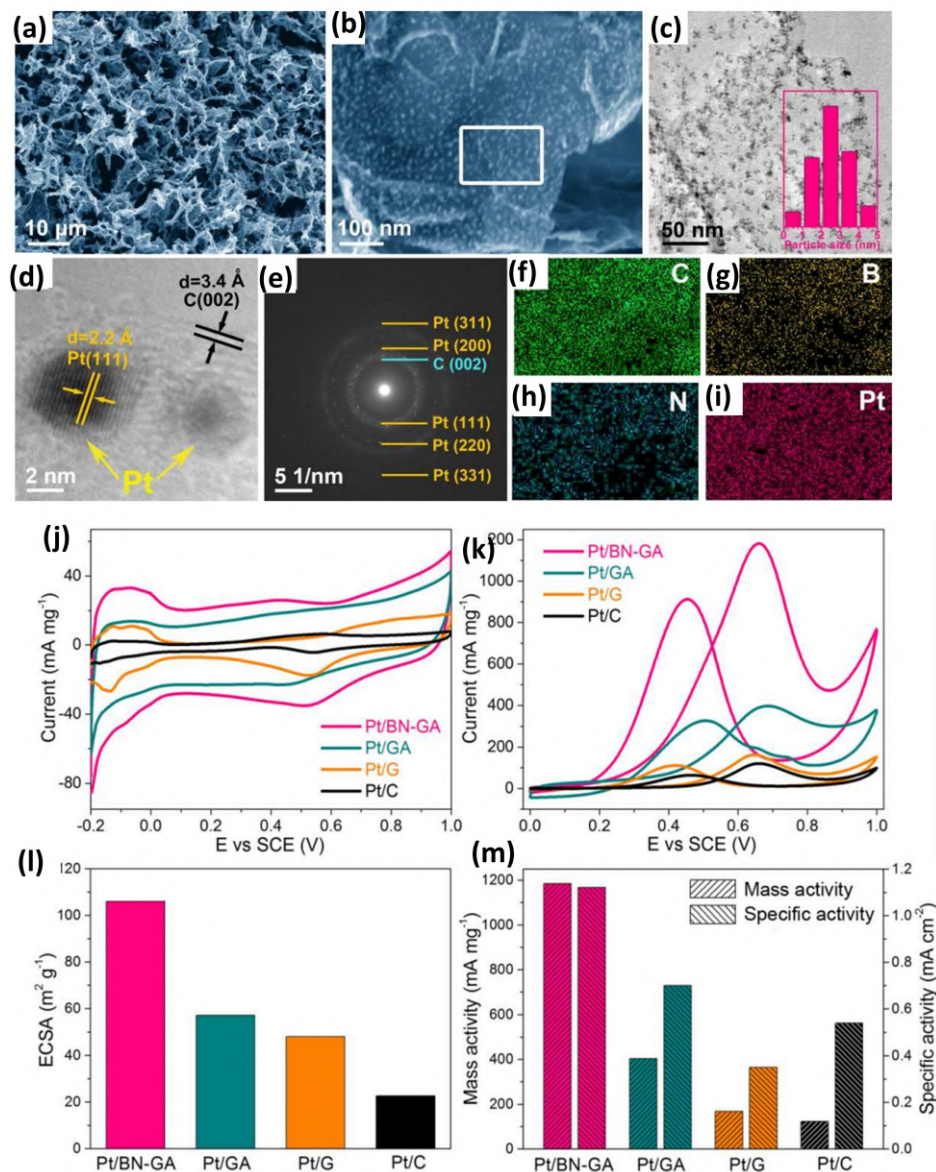 (a)
10 μm
(b)
100 nm
(c)
50 nm
0 1 2 3 4 5
Particle size (nm)
(d)
d=3.4 Å
C(002)
d=2.2 Å
Pt(111)
Pt
2 nm
(e)
Pt (311)
Pt (200)
C (002)
Pt (111)
Pt (220)
Pt (331)
5 1/nm
(f)
C
(g)
B
(h)
N
(i)
Pt
(j)
Current (mA mg⁻¹)
40
0
-40
-80
Pt/BN-GA
Pt/GA
Pt/G
Pt/C
-0.2 0.0 0.2 0.4 0.6 0.8 1.0
E vs SCE (V)
(k)
Current (mA mg⁻¹)
1200
1000
800
600
400
200
0
Pt/BN-GA
Pt/GA
Pt/G
Pt/C
0.0 0.2 0.4 0.6 0.8 1.0
E vs SCE (V)
(l)
ECSA (m² g⁻¹)
120
100
80
60
40
20
0
Pt/BN-GA Pt/GA Pt/G Pt/C
(m)
Mass activity (mA mg⁻¹)
1200
1000
800
600
400
200
0
Mass activity
Specific activity
1.2
1.0
0.8
0.6
0.4
0.2
0.0
Specific activity (mA cm⁻²)
Pt/BN-GA Pt/GA Pt/G Pt/C